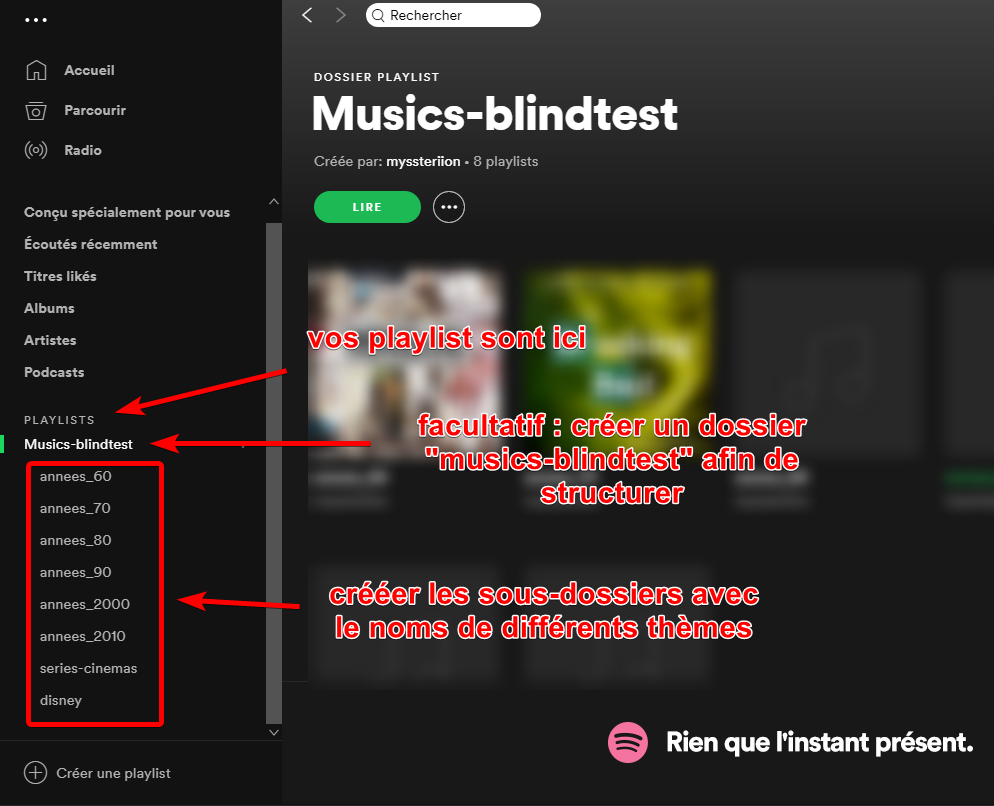 Accueil
Parcourir
Radio
Conçu spécialement pour vous
Écoutés récemment
Titres likés
Albums
Artistes
Podcasts
PLAYLISTS
Musics-blindtest
annees_60
annees_70
annees_80
annees_90
annees_2000
annees_2010
series-cinemas
disney
Créer une playlist
Rechercher
DOSSIER PLAYLIST
Musics-blindtest
Créée par: myssteriion • 8 playlists
LIRE
vos playlist sont ici
facultatif : créer un dossier
"musics-blindtest" afin de
structurer
crééer les sous-dossiers avec
le noms de différents thèmes
Rien que l'instant présent.